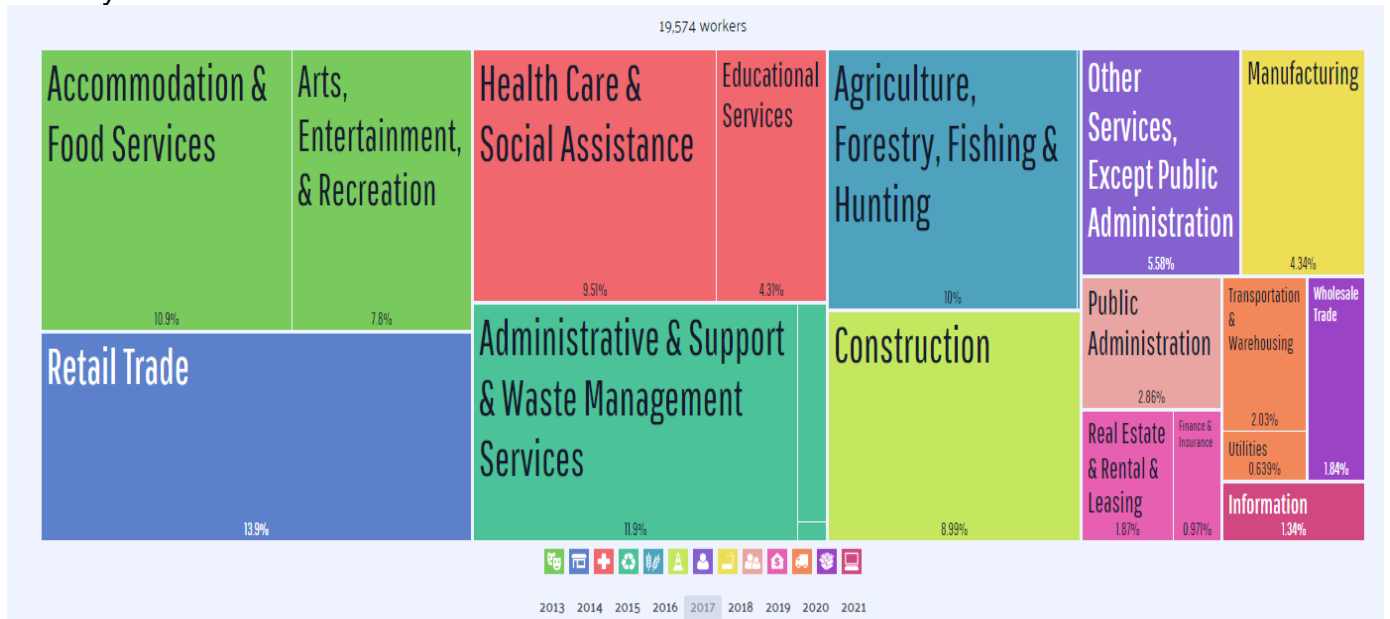 19,574 workers
Accommodation &
Food Services
10.9%
Arts,
Entertainment,
& Recreation
7.8%
Retail Trade
13.9%
Health Care &
Social Assistance
9.51%
Educational
Services
4.31%
Administrative & Support
& Waste Management
Services
11.9%
Agriculture,
Forestry, Fishing &
Hunting
10%
Construction
8.99%
Other
Services,
Except Public
Administration
5.58%
Manufacturing
4.34%
Public
Administration
2.86%
Transportation
&
Warehousing
2.03%
Utilities
0.639%
Wholesale
Trade
1.84%
Real Estate
& Rental &
Leasing
1.87%
Finance &
Insurance
0.971%
Information
1.34%
2013 2014 2015 2016 2017 2018 2019 2020 2021